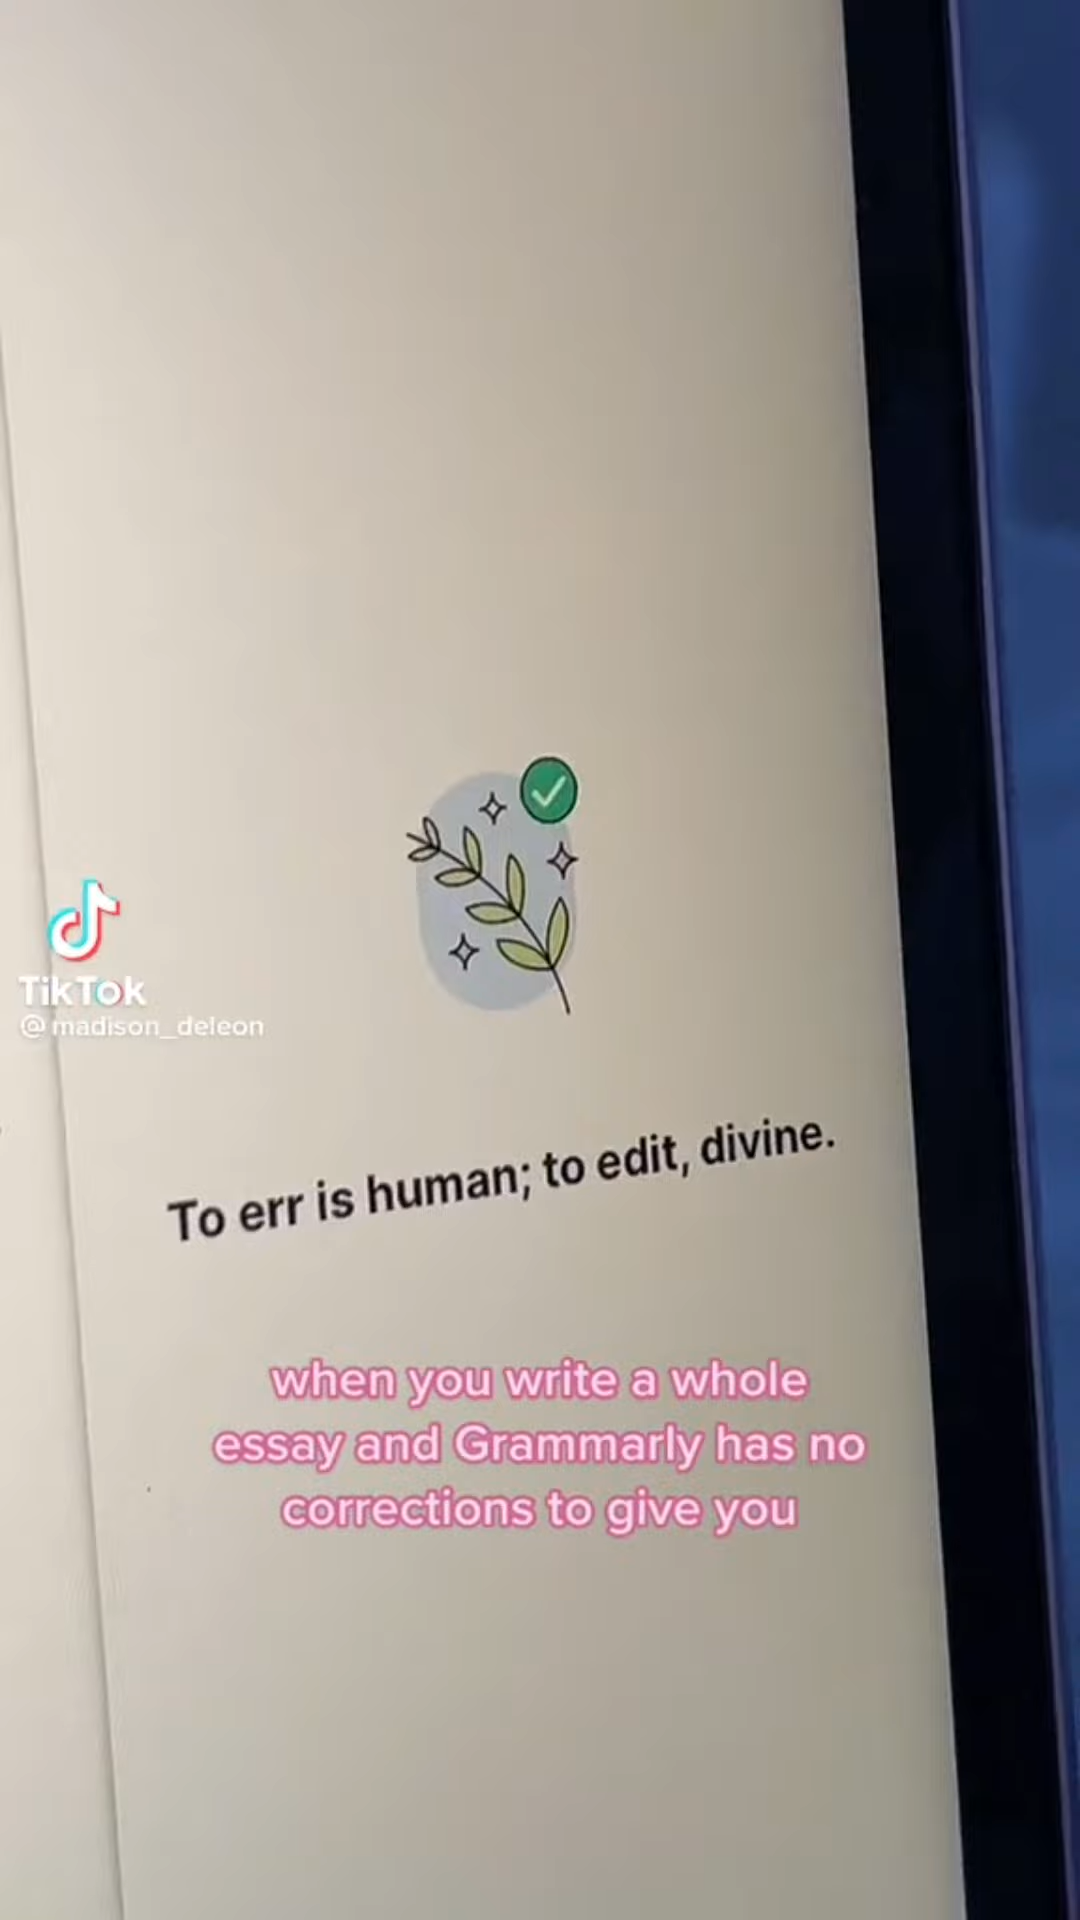 TikTok
@madison_deleon
To err is human; to edit, divine.
when you write a whole
essay and Grammarly has no
corrections to give you